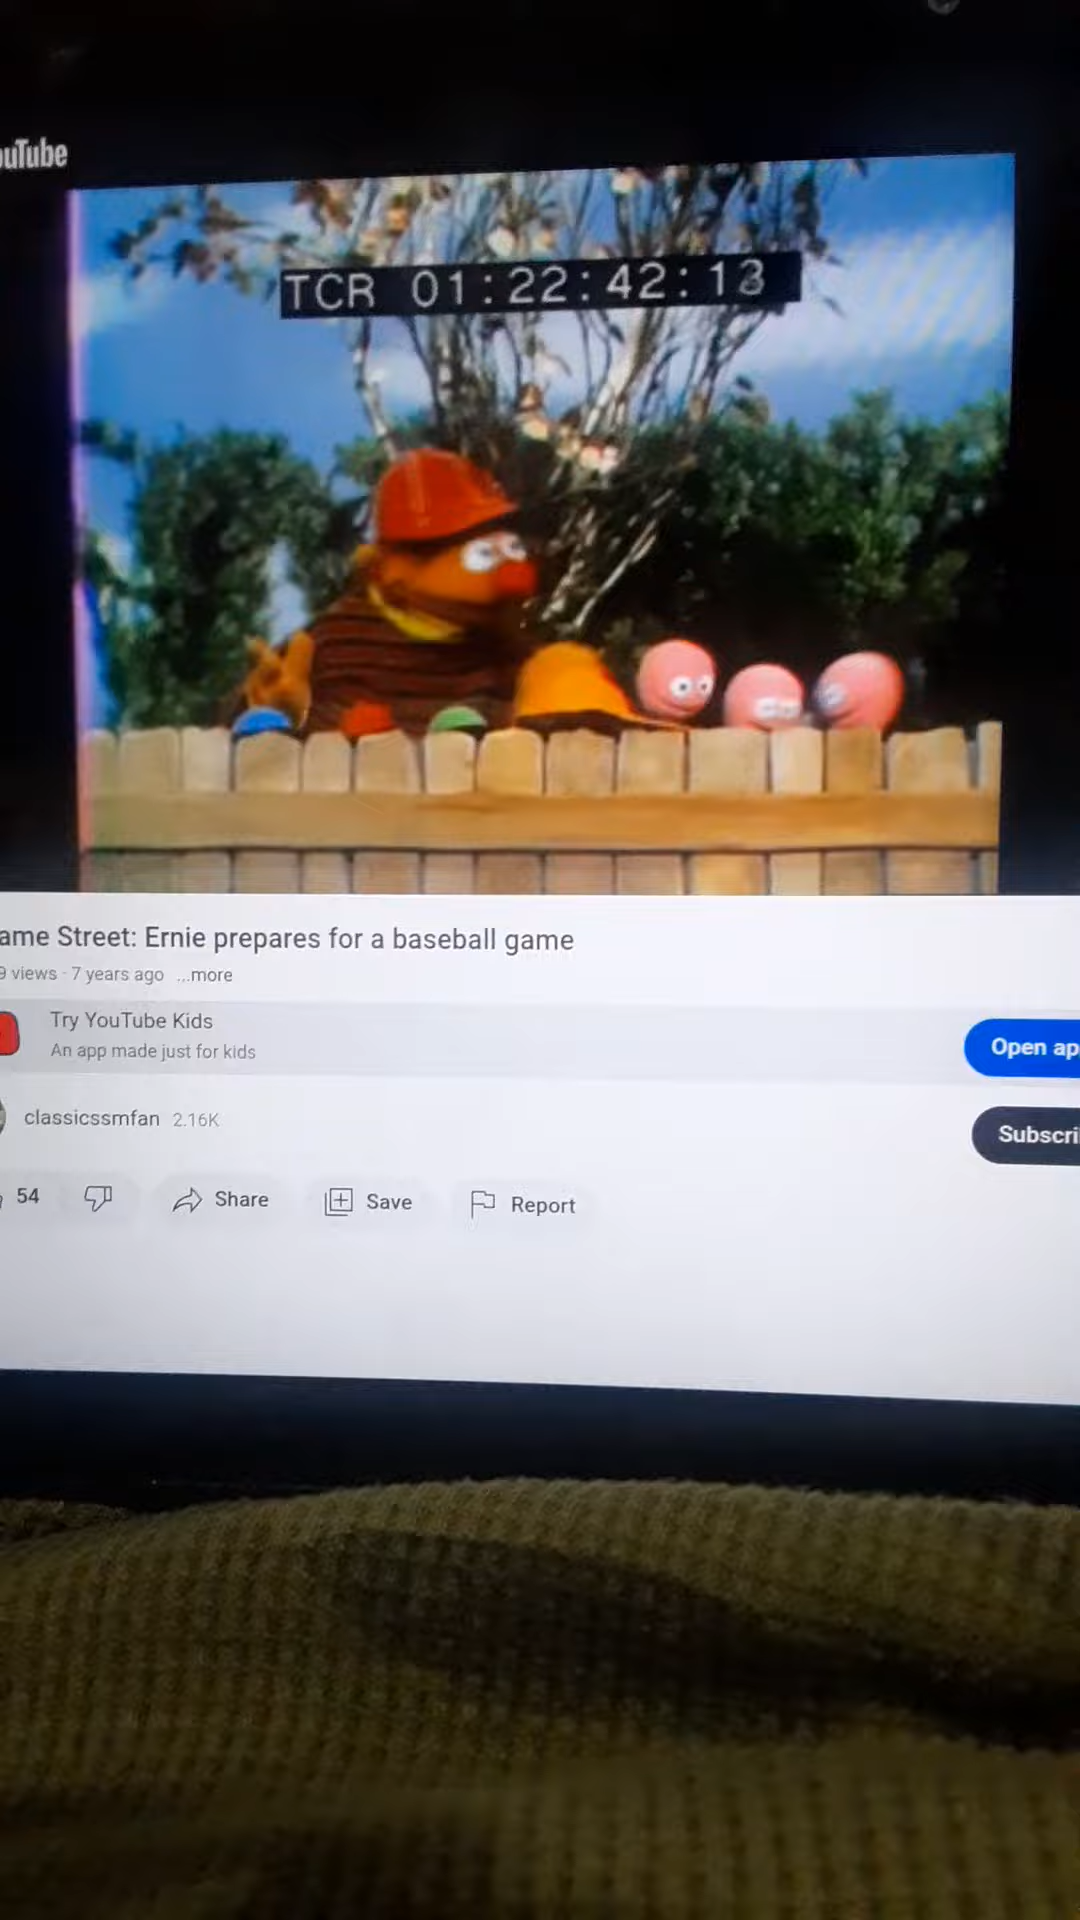 ouTube
TCR 01:22:42:13
ame Street: Ernie prepares for a baseball game
9 views · 7 years ago ...more
Try YouTube Kids
An app made just for kids
Open ap
classicssmfan 2.16K
Subscri
54
Share
Save
Report